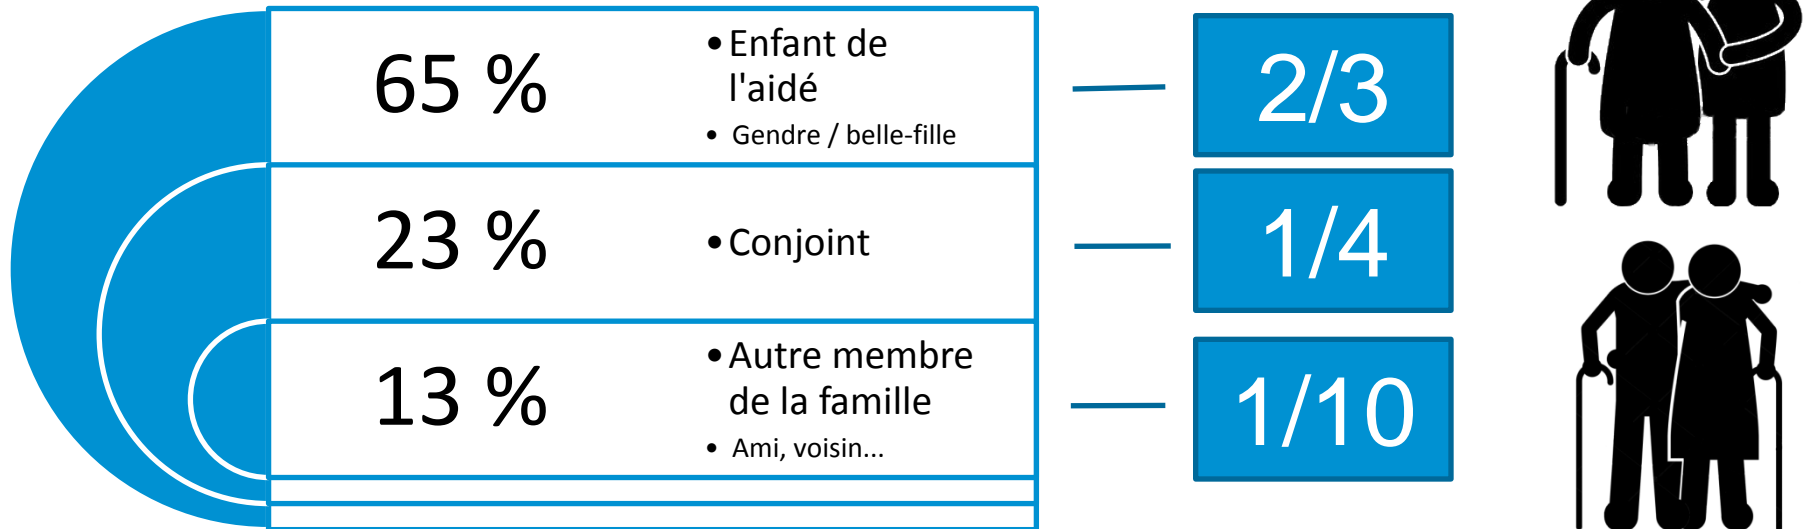 65 %
• Enfant de
l'aidé
• Gendre / belle-fille
2/3
23 %
• Conjoint
1/4
13 %
• Autre membre
de la famille
• Ami, voisin...
1/10